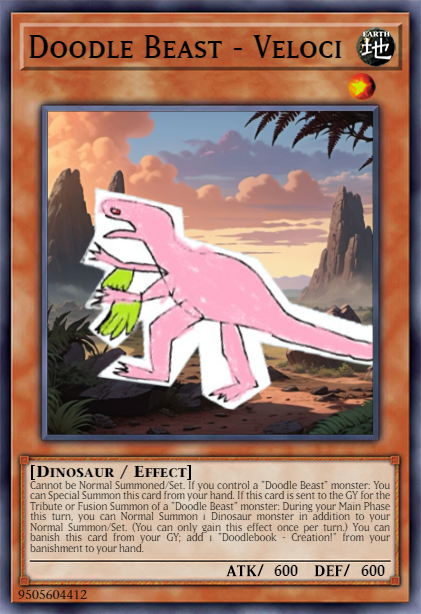 DOODLE BEAST - VELOCI
EARTH
地
[DINOSAUR / EFFECT]
Cannot be Normal Summoned/Set. If you control a "Doodle Beast" monster: You
can Special Summon this card from your hand. If this card is sent to the GY for the
Tribute or Fusion Summon of a "Doodle Beast" monster: During your Main Phase
this turn, you can Normal Summon 1 Dinosaur monster in addition to your
Normal Summon/Set. (You can only gain this effect once per turn.) You can
banish this card from your GY; add 1 "Doodlebook - Creation!" from your
banishment to your hand.
ATK/ 600 DEF/ 600
9505604412